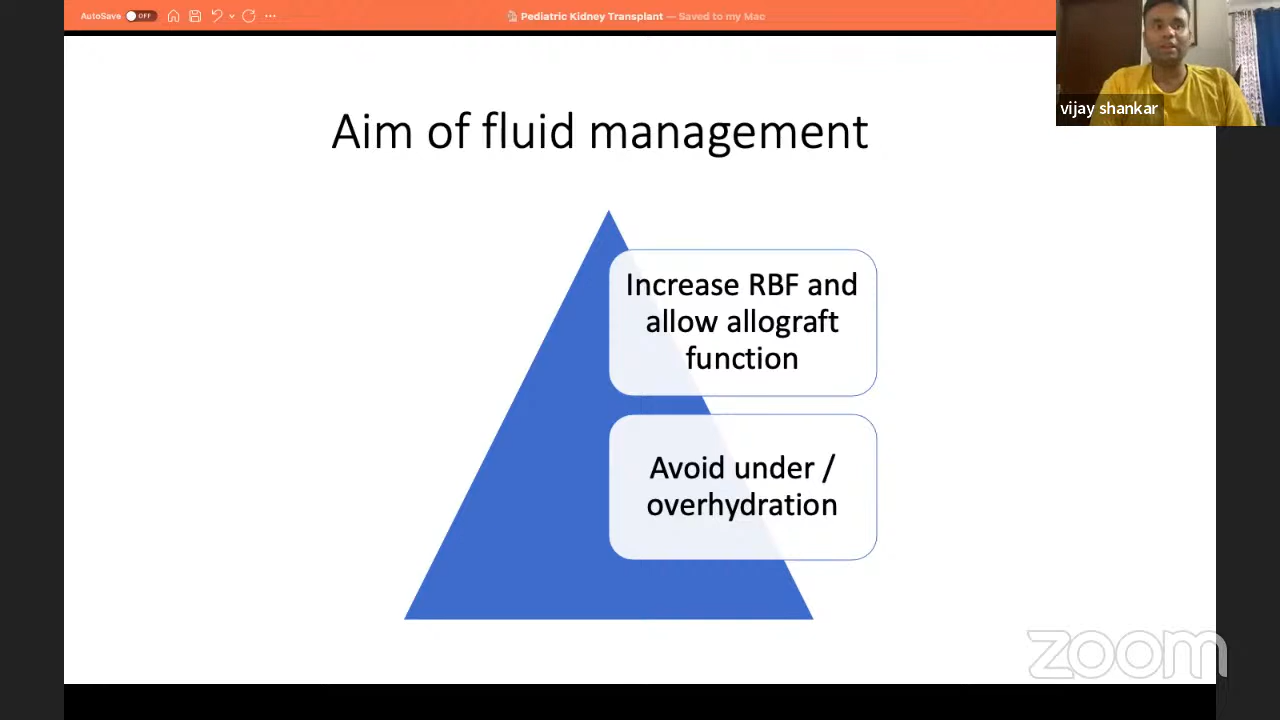 AutoSave OFF
Pediatric Kidney Transplant — Saved to my Mac
vijay shankar
Aim of fluid management
Increase RBF and
allow allograft
function
Avoid under /
overhydration
zoom